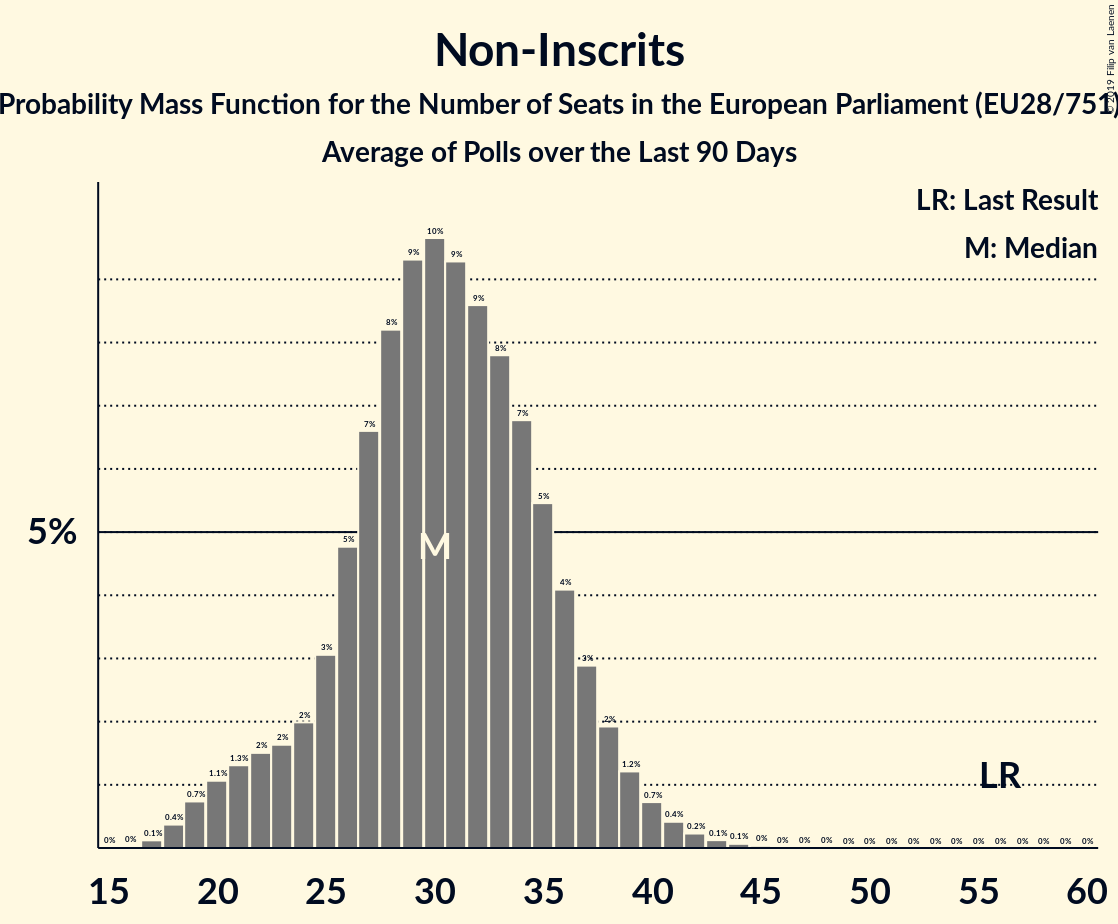 Non-Inscrits
Probability Mass Function for the Number of Seats in the European Parliament (EU28/751)
Average of Polls over the Last 90 Days
© 2019 Filip van Laenen
LR: Last Result
M: Median
5%
0% 0% 0.1% 0.4% 0.7% 1.1% 1.3% 2% 2% 2% 3% 5% 7% 8% 9% 10% 9% 9% 8% 7% 5% 4% 3% 2% 1.2% 0.7% 0.4% 0.2% 0.1% 0.1% 0% 0% 0% 0% 0% 0% 0% 0% 0% 0% 0% 0% 0% 0% 0% 0%
M
LR
15 20 25 30 35 40 45 50 55 60